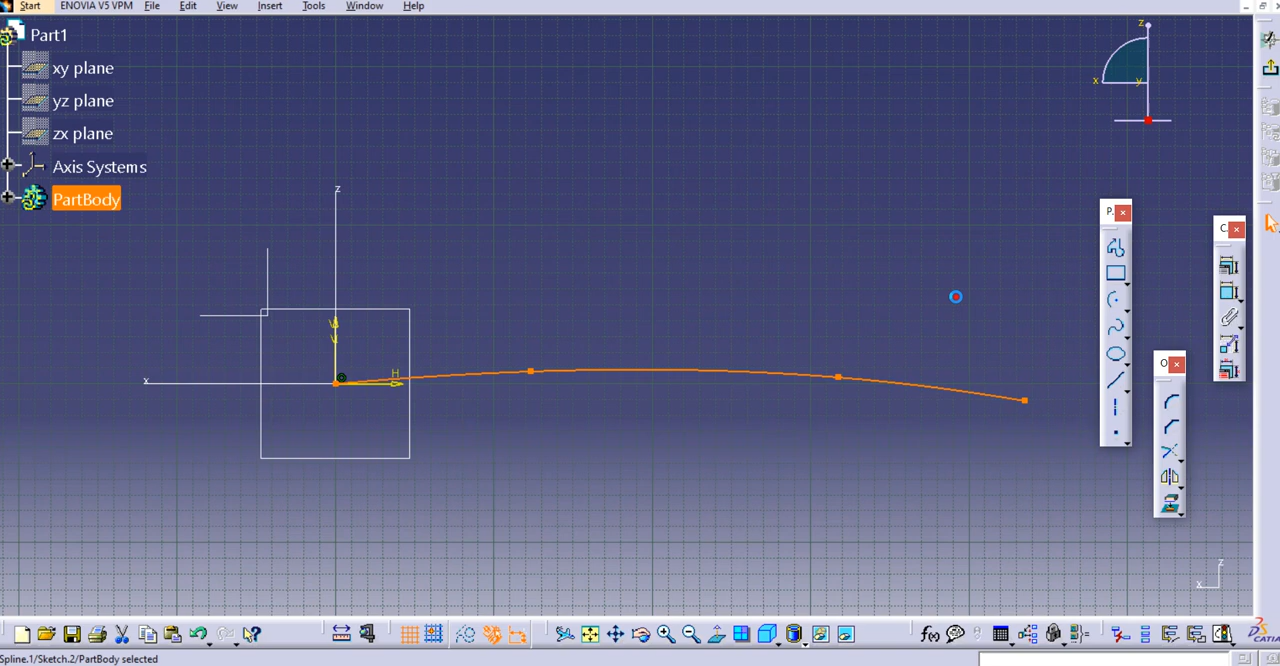 Start ENOVIA V5 VPM File Edit View Insert Tools Window Help
Part1
xy plane
yz plane
zx plane
Axis Systems
PartBody
z
x
y
z
x
V
H
P.
C.
O
z
x
f(x)
CATIA
Spline.1/Sketch.2/PartBody selected